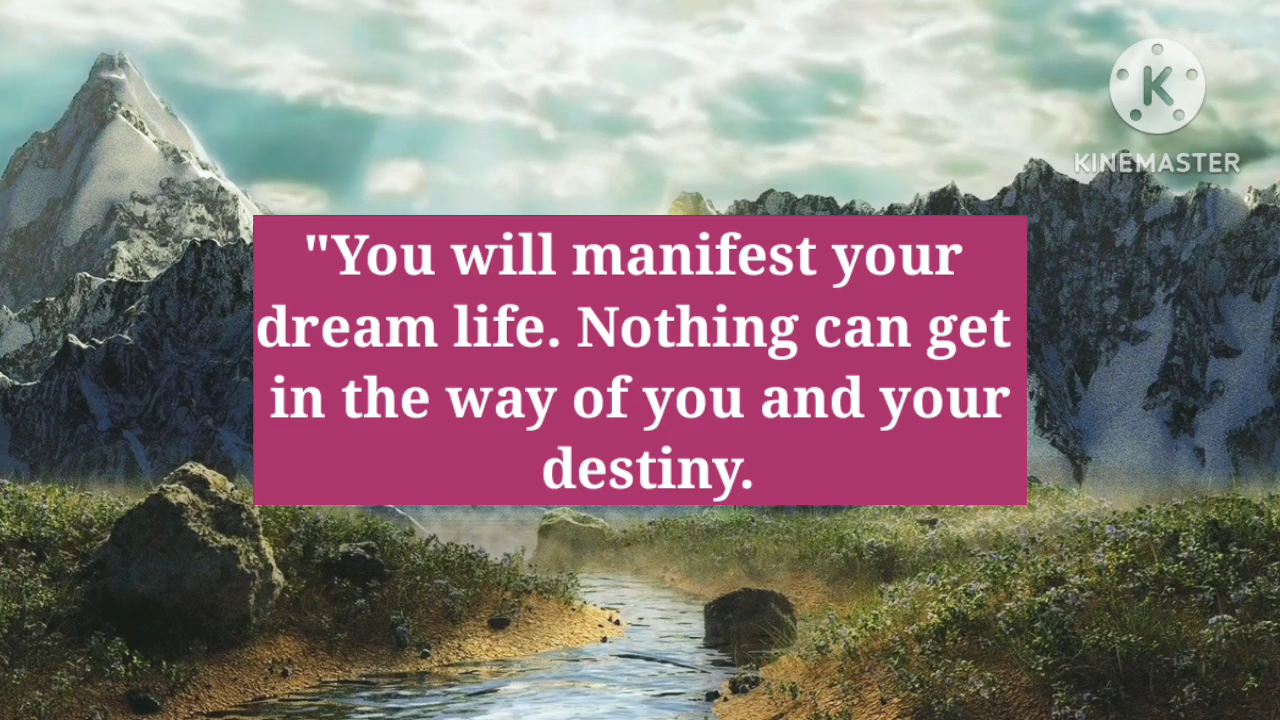 K
KINEMASTER
"You will manifest your
dream life. Nothing can get
in the way of you and your
destiny.